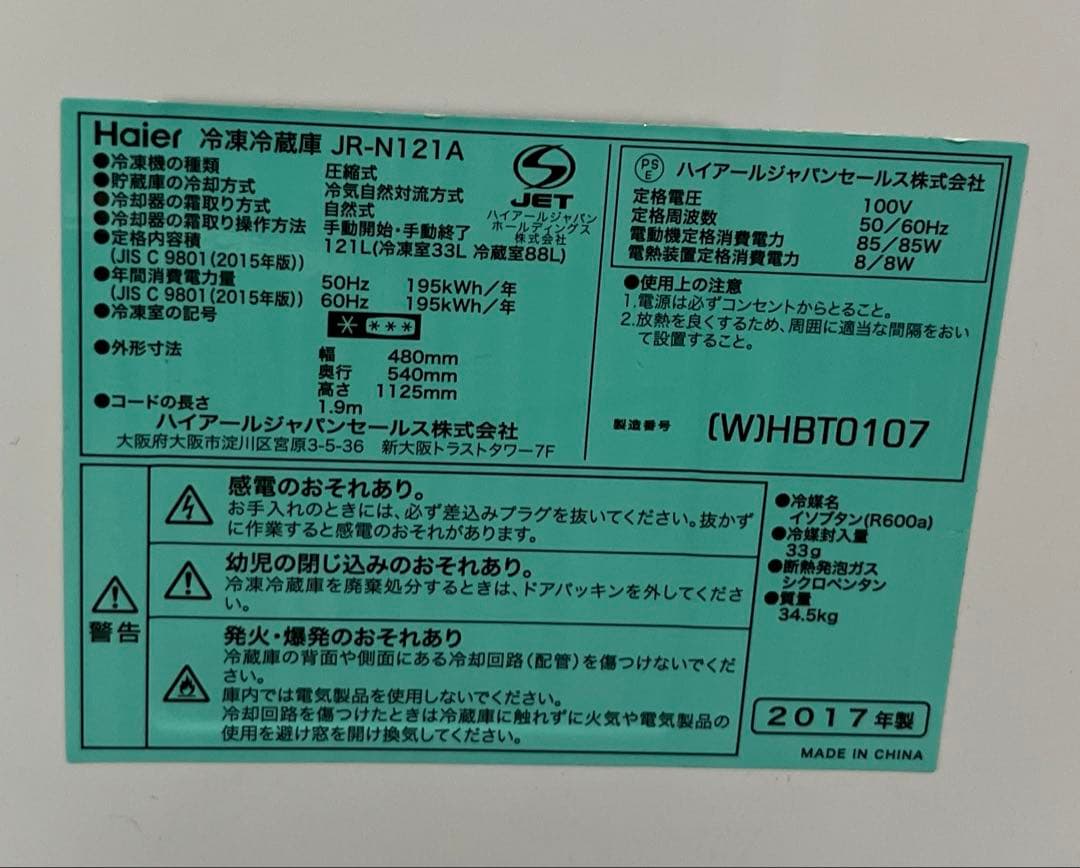 Haier 冷凍冷蔵庫 JR-N121A
●冷凍機の種類 圧縮式
●貯蔵庫の冷却方式 冷気自然対流方式
●冷却器の霜取り方式 自然式
●冷却器の霜取り操作方法 手動開始・手動終了
●定格内容積 121L(冷凍室33L 冷蔵室88L)
(JIS C 9801(2015年版))
●年間消費電力量 50Hz 195kWh/年
(JIS C 9801(2015年版)) 60Hz 195kWh/年
●冷凍室の記号 * ***
●外形寸法 幅 480mm
奥行 540mm
高さ 1125mm
●コードの長さ 1.9m
ハイアールジャパンセールス株式会社
大阪府大阪市淀川区宮原3-5-36 新大阪トラストタワー7F
JET
ハイアールジャパン
ホールディングス
株式会社
PSE ハイアールジャパンセールス株式会社
定格電圧 100V
定格周波数 50/60Hz
電動機定格消費電力 85/85W
電熱装置定格消費電力 8/8W
●使用上の注意
1.電源は必ずコンセントからとること。
2.放熱を良くするため、周囲に適当な間隔をおい
て設置すること。
製造番号 (W)HBT0107
警告
感電のおそれあり。
お手入れのときには、必ず差込みプラグを抜いてください。抜かず
に作業すると感電のおそれがあります。
幼児の閉じ込みのおそれあり。
冷凍冷蔵庫を廃棄処分するときは、ドアパッキンを外してくださ
い。
発火・爆発のおそれあり
冷蔵庫の背面や側面にある冷却回路(配管)を傷つけないでくだ
さい。
庫内では電気製品を使用しないでください。
冷却回路を傷つけたときは冷蔵庫に触れずに火気や電気製品の
使用を避け窓を開け換気してください。
●冷媒名
イソブタン(R600a)
●冷媒封入量
33g
●断熱発泡ガス
シクロペンタン
●質量
34.5kg
2017年製
MADE IN CHINA